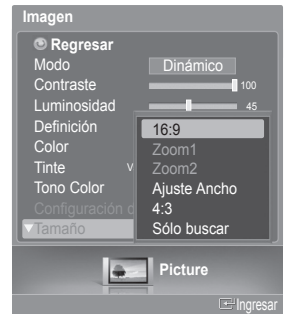 Imagen
Regresar
Modo Dinámico
Contraste 100
Luminosidad 45
Definición
Color
Tinte V
Tono Color
Configuración d
Tamaño
16:9
Zoom1
Zoom2
Ajuste Ancho
4:3
Sólo buscar
Picture
Ingresar